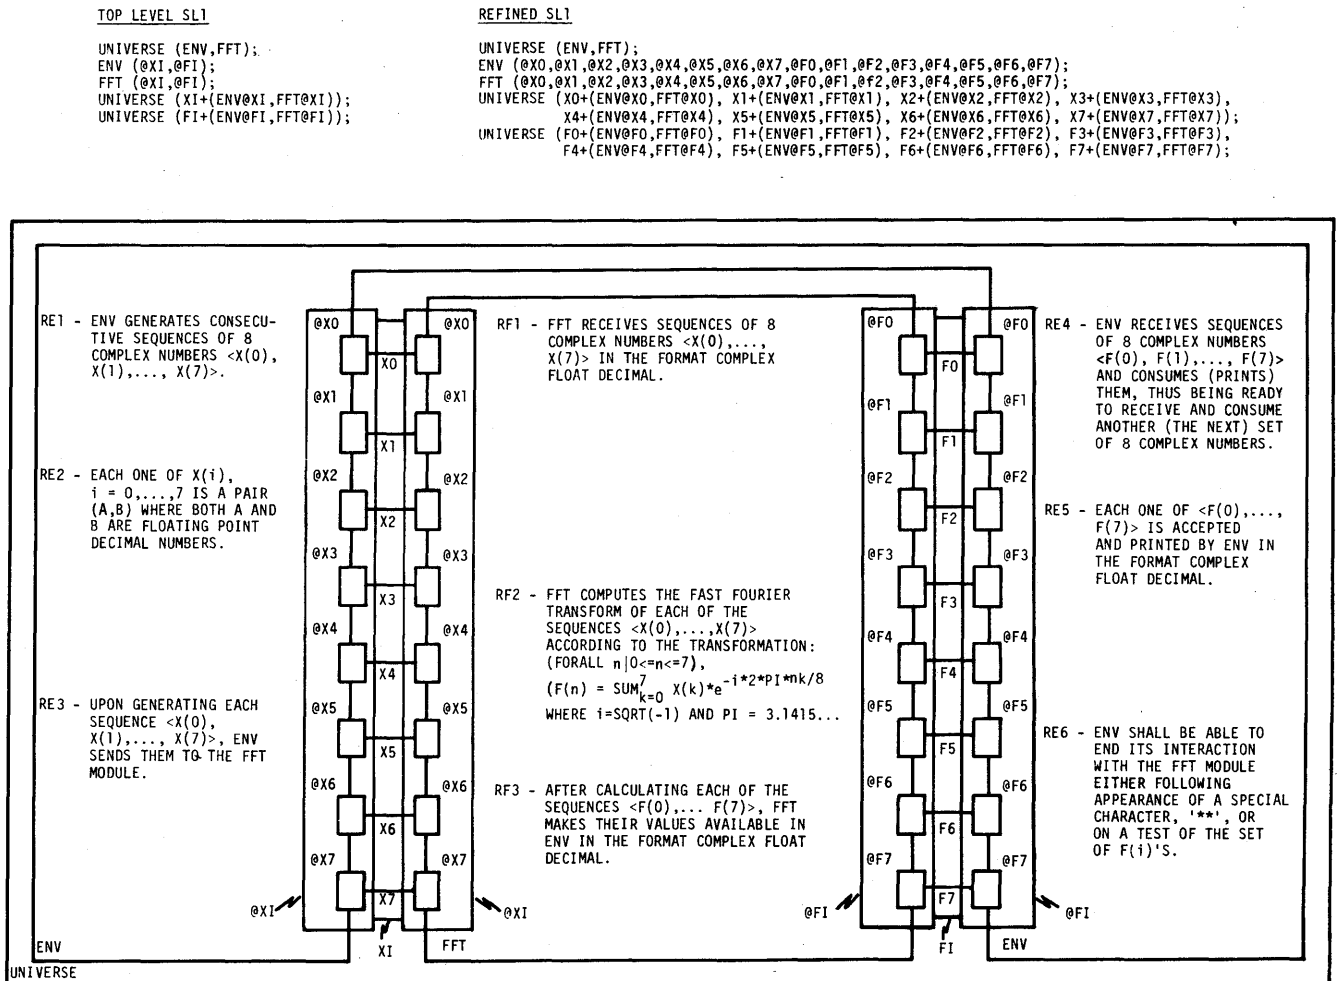 TOP LEVEL SL1
UNIVERSE (ENV,FFT);
ENV (@XI,@FI);
FFT (@XI,@FI);
UNIVERSE (XI+(ENV@XI,FFT@XI));
UNIVERSE (FI+(ENV@FI,FFT@FI));
REFINED SL1
UNIVERSE (ENV,FFT);
ENV (@X0,@X1,@X2,@X3,@X4,@X5,@X6,@X7,@F0,@F1,@F2,@F3,@F4,@F5,@F6,@F7);
FFT (@X0,@X1,@X2,@X3,@X4,@X5,@X6,@X7,@F0,@F1,@f2,@F3,@F4,@F5,@F6,@F7);
UNIVERSE (X0+(ENV@X0,FFT@X0), X1+(ENV@X1,FFT@X1), X2+(ENV@X2,FFT@X2), X3+(ENV@X3,FFT@X3),
X4+(ENV@X4,FFT@X4), X5+(ENV@X5,FFT@X5), X6+(ENV@X6,FFT@X6), X7+(ENV@X7,FFT@X7));
UNIVERSE (F0+(ENV@F0,FFT@F0), F1+(ENV@F1,FFT@F1), F2+(ENV@F2,FFT@F2), F3+(ENV@F3,FFT@F3),
F4+(ENV@F4,FFT@F4), F5+(ENV@F5,FFT@F5), F6+(ENV@F6,FFT@F6), F7+(ENV@F7,FFT@F7);
RE1 - ENV GENERATES CONSECU-
TIVE SEQUENCES OF 8
COMPLEX NUMBERS <X(0),
X(1),..., X(7)>.
RE2 - EACH ONE OF X(i),
i = 0,...,7 IS A PAIR
(A,B) WHERE BOTH A AND
B ARE FLOATING POINT
DECIMAL NUMBERS.
RE3 - UPON GENERATING EACH
SEQUENCE <X(0),
X(1),..., X(7)>, ENV
SENDS THEM TO THE FFT
MODULE.
@X0
@X1
@X2
@X3
@X4
@X5
@X6
@X7
X0
X1
X2
X3
X4
X5
X6
X7
@X0
@X1
@X2
@X3
@X4
@X5
@X6
@X7
@XI
XI
@XI
FFT
RF1 - FFT RECEIVES SEQUENCES OF 8
COMPLEX NUMBERS <X(0),...,
X(7)> IN THE FORMAT COMPLEX
FLOAT DECIMAL.
RF2 - FFT COMPUTES THE FAST FOURIER
TRANSFORM OF EACH OF THE
SEQUENCES <X(0),...,X(7)>
ACCORDING TO THE TRANSFORMATION:
(FORALL n|0<=n<=7),
(F(n) = SUM⁷ₖ₌₀ X(k)*e^-i*2*PI*nk/8
WHERE i=SQRT(-1) AND PI = 3.1415...
RF3 - AFTER CALCULATING EACH OF THE
SEQUENCES <F(0),... F(7)>, FFT
MAKES THEIR VALUES AVAILABLE IN
ENV IN THE FORMAT COMPLEX FLOAT
DECIMAL.
@F0
@F1
@F2
@F3
@F4
@F5
@F6
@F7
F0
F1
F2
F3
F4
F5
F6
F7
@F0
@F1
@F2
@F3
@F4
@F5
@F6
@F7
@FI
FI
@FI
ENV
RE4 - ENV RECEIVES SEQUENCES
OF 8 COMPLEX NUMBERS
<F(0), F(1),..., F(7)>
AND CONSUMES (PRINTS)
THEM, THUS BEING READY
TO RECEIVE AND CONSUME
ANOTHER (THE NEXT) SET
OF 8 COMPLEX NUMBERS.
RE5 - EACH ONE OF <F(0),...,
F(7)> IS ACCEPTED
AND PRINTED BY ENV IN
THE FORMAT COMPLEX
FLOAT DECIMAL.
RE6 - ENV SHALL BE ABLE TO
END ITS INTERACTION
WITH THE FFT MODULE
EITHER FOLLOWING
APPEARANCE OF A SPECIAL
CHARACTER, '**', OR
ON A TEST OF THE SET
OF F(i)'S.
ENV
UNIVERSE